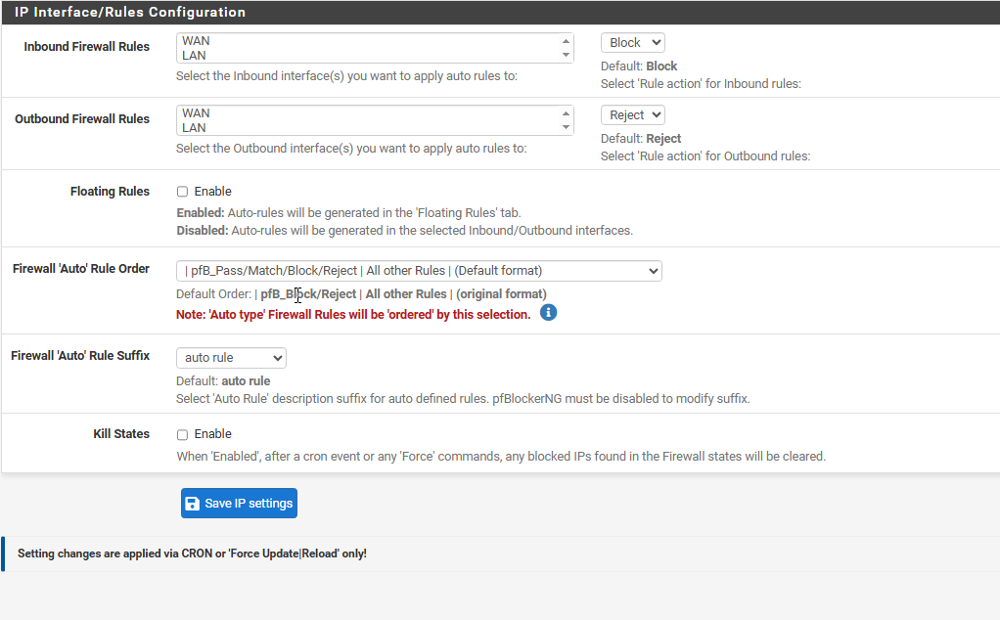 IP Interface/Rules Configuration
Inbound Firewall Rules
WAN
LAN
Select the Inbound interface(s) you want to apply auto rules to:
Block
Default: Block
Select 'Rule action' for Inbound rules:
Outbound Firewall Rules
WAN
LAN
Select the Outbound interface(s) you want to apply auto rules to:
Reject
Default: Reject
Select 'Rule action' for Outbound rules:
Floating Rules
Enable
Enabled: Auto-rules will be generated in the 'Floating Rules' tab.
Disabled: Auto-rules will be generated in the selected Inbound/Outbound interfaces.
Firewall 'Auto' Rule Order
| pfB_Pass/Match/Block/Reject | All other Rules | (Default format)
Default Order: | pfB_Block/Reject | All other Rules | (original format)
Note: 'Auto type' Firewall Rules will be 'ordered' by this selection.
Firewall 'Auto' Rule Suffix
auto rule
Default: auto rule
Select 'Auto Rule' description suffix for auto defined rules. pfBlockerNG must be disabled to modify suffix.
Kill States
Enable
When 'Enabled', after a cron event or any 'Force' commands, any blocked IPs found in the Firewall states will be cleared.
Save IP settings
Setting changes are applied via CRON or 'Force Update|Reload' only!